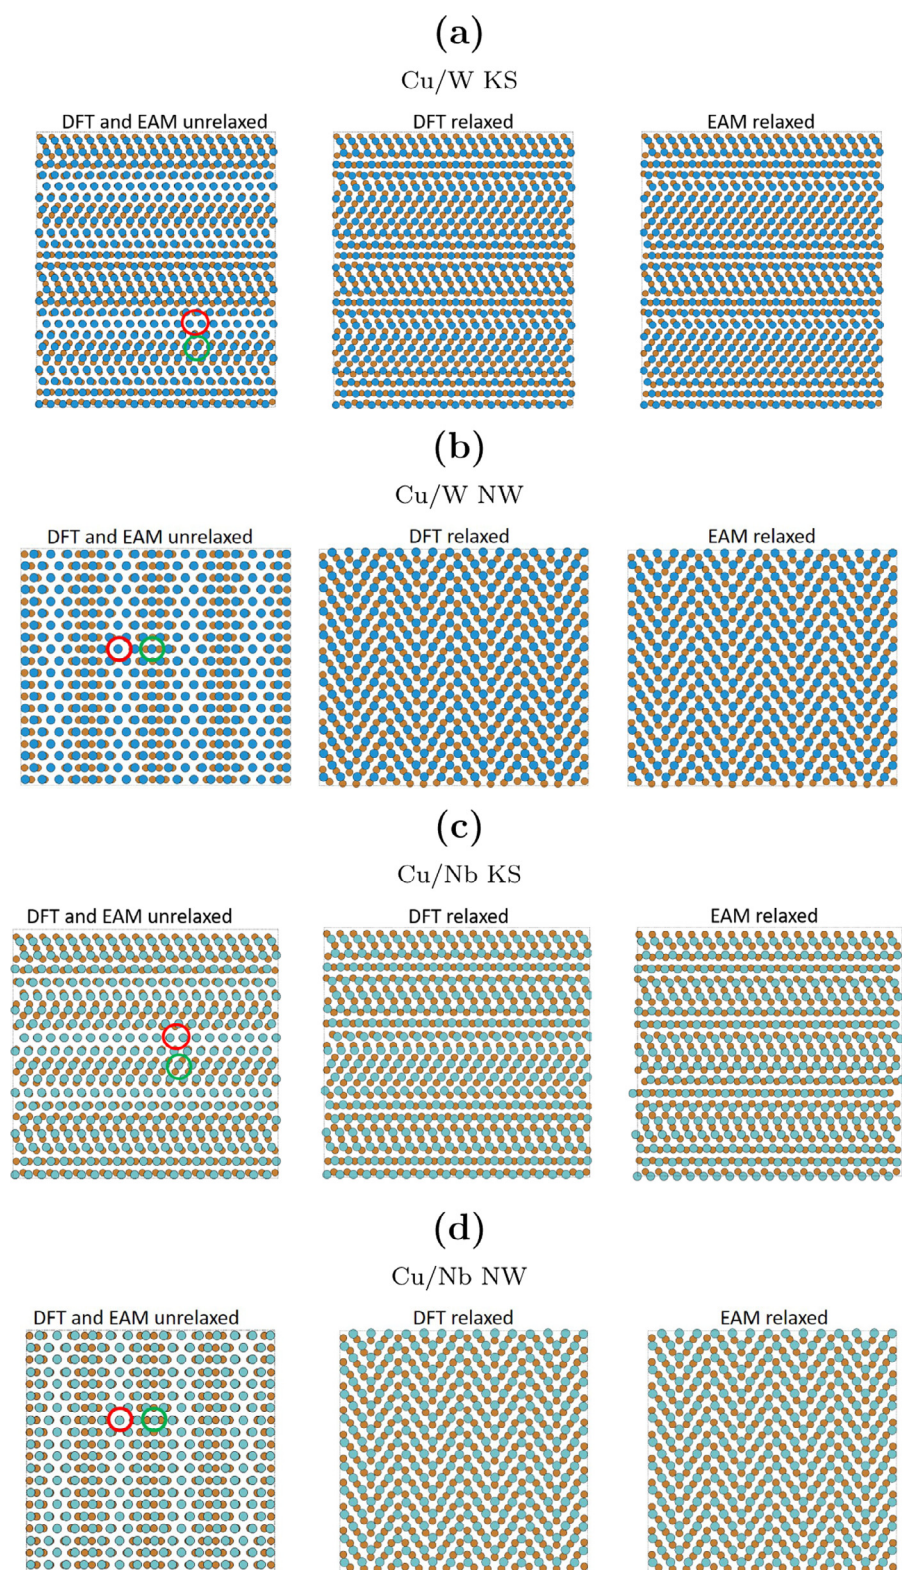 (a)
Cu/W KS
DFT and EAM unrelaxed DFT relaxed EAM relaxed
(b)
Cu/W NW
DFT and EAM unrelaxed DFT relaxed EAM relaxed
(c)
Cu/Nb KS
DFT and EAM unrelaxed DFT relaxed EAM relaxed
(d)
Cu/Nb NW
DFT and EAM unrelaxed DFT relaxed EAM relaxed